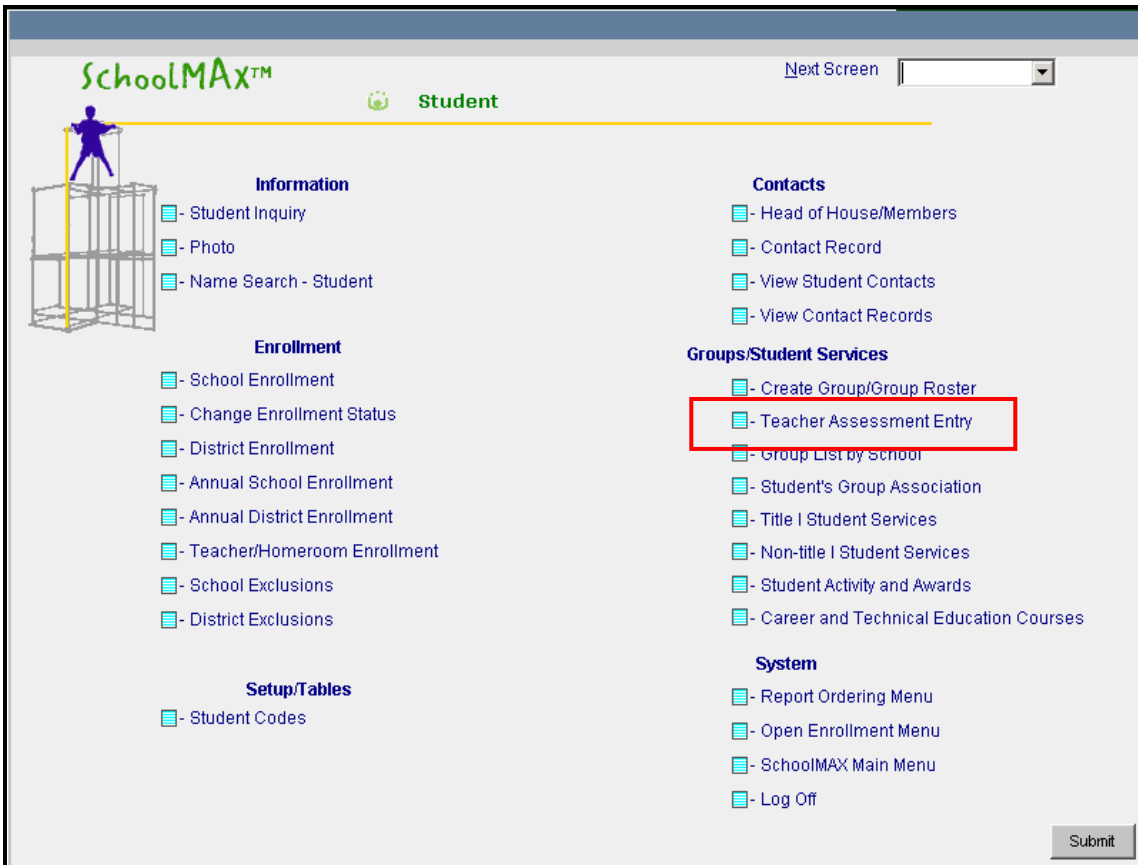 SchoolMAX™
Student
Next Screen
Information
- Student Inquiry
- Photo
- Name Search - Student
Enrollment
- School Enrollment
- Change Enrollment Status
- District Enrollment
- Annual School Enrollment
- Annual District Enrollment
- Teacher/Homeroom Enrollment
- School Exclusions
- District Exclusions
Setup/Tables
- Student Codes
Contacts
- Head of House/Members
- Contact Record
- View Student Contacts
- View Contact Records
Groups/Student Services
- Create Group/Group Roster
- Teacher Assessment Entry
- Group List by School
- Student's Group Association
- Title I Student Services
- Non-title I Student Services
- Student Activity and Awards
- Career and Technical Education Courses
System
- Report Ordering Menu
- Open Enrollment Menu
- SchoolMAX Main Menu
- Log Off
Submit